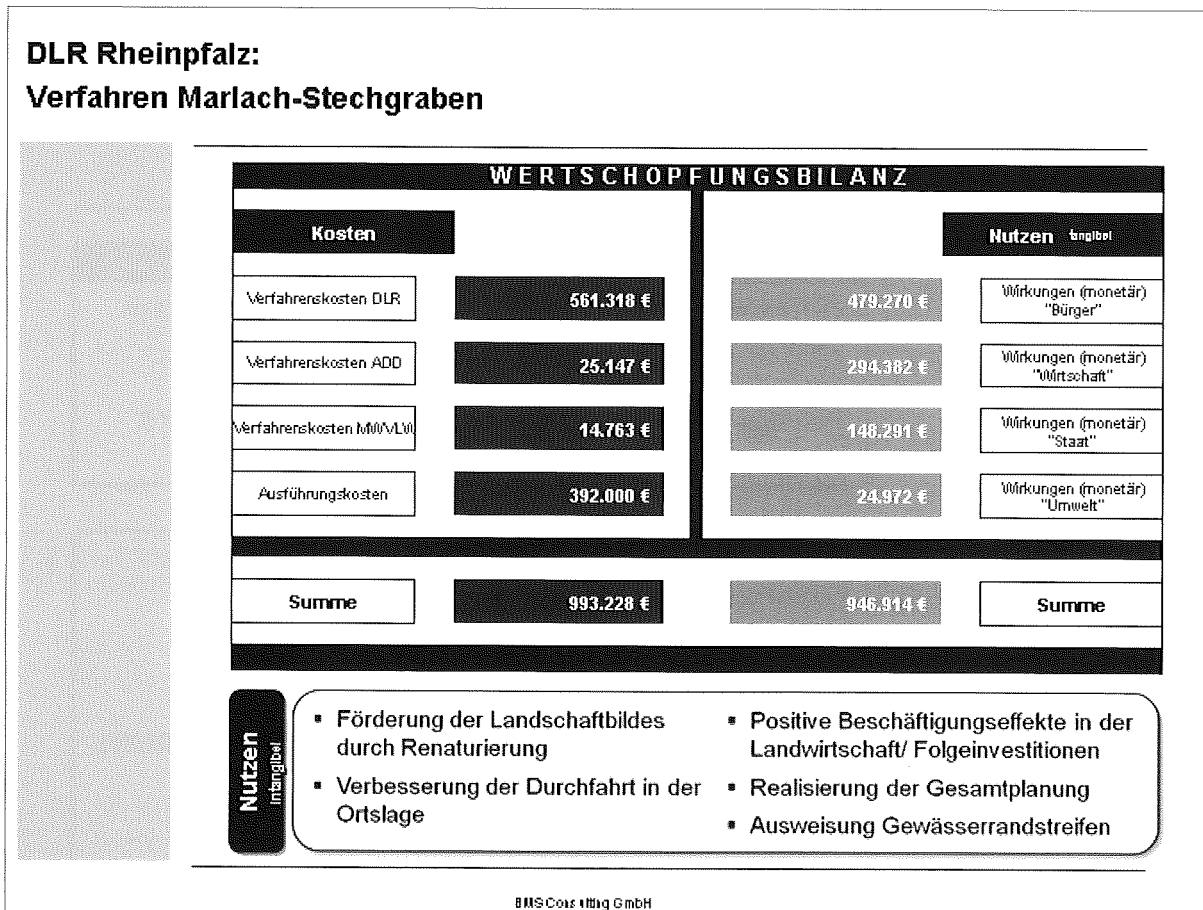 DLR Rheinpfalz:
Verfahren Marlach-Stechgraben
WERTSCHOPFUNGSBILANZ
Kosten
Nutzen tangibel
Verfahrenskosten DLR 561.318 € 479.270 € Wirkungen (monetär)
"Bürger"
Verfahrenskosten ADD 25.147 € 294.382 € Wirkungen (monetär)
"Wirtschaft"
Verfahrenskosten MWVLW 14.763 € 148.291 € Wirkungen (monetär)
"Staat"
Ausführungskosten 392.000 € 24.972 € Wirkungen (monetär)
"Umwelt"
Summe 993.228 € 946.914 € Summe
Nutzen
Intangibel
▪ Förderung der Landschaftbildes
durch Renaturierung
▪ Verbesserung der Durchfahrt in der
Ortslage
▪ Positive Beschäftigungseffekte in der
Landwirtschaft/ Folgeinvestitionen
▪ Realisierung der Gesamtplanung
▪ Ausweisung Gewässerrandstreifen
BMS Consulting GmbH